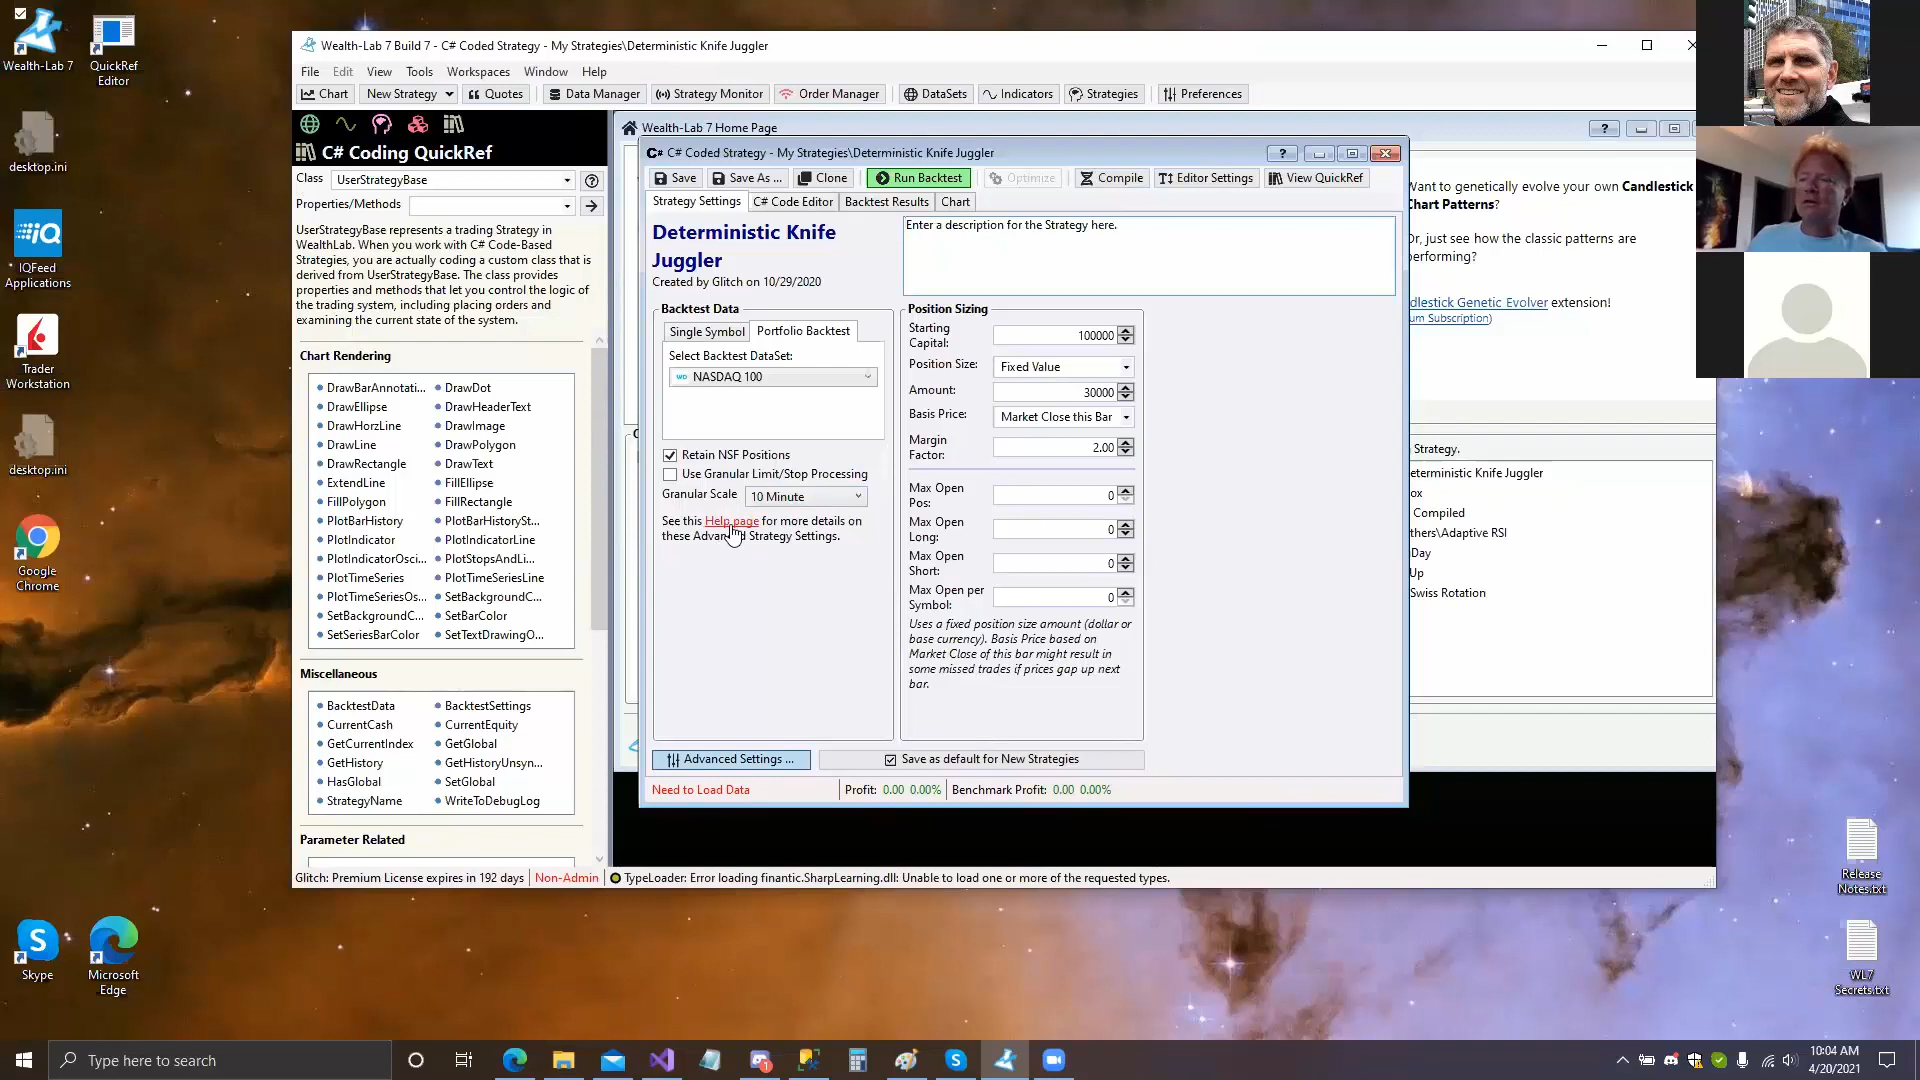 Wealth-Lab 7
QuickRef
Editor
desktop.ini
IQFeed
Applications
Trader
Workstation
desktop.ini
Google
Chrome
Skype
Microsoft
Edge
Wealth-Lab 7 Build 7 - C# Coded Strategy - My Strategies\Deterministic Knife Juggler
File Edit View Tools Workspaces Window Help
Chart New Strategy Quotes Data Manager Strategy Monitor Order Manager DataSets Indicators Strategies Preferences
C# Coding QuickRef
Class UserStrategyBase
Properties/Methods
UserStrategyBase represents a trading Strategy in
WealthLab. When you work with C# Code-Based
Strategies, you are actually coding a custom class that is
derived from UserStrategyBase. The class provides
properties and methods that let you control the logic of
the trading system, including placing orders and
examining the current state of the system.
Chart Rendering
DrawBarAnnotati... DrawDot
DrawEllipse DrawHeaderText
DrawHorzLine DrawImage
DrawLine DrawPolygon
DrawRectangle DrawText
ExtendLine FillEllipse
FillPolygon FillRectangle
PlotBarHistory PlotBarHistorySt...
PlotIndicator PlotIndicatorLine
PlotIndicatorOsci... PlotStopsAndLi...
PlotTimeSeries PlotTimeSeriesLine
PlotTimeSeriesOs... SetBackgroundC...
SetBackgroundC... SetBarColor
SetSeriesBarColor SetTextDrawingO...
Miscellaneous
BacktestData BacktestSettings
CurrentCash CurrentEquity
GetCurrentIndex GetGlobal
GetHistory GetHistoryUnsyn...
HasGlobal SetGlobal
StrategyName WriteToDebugLog
Parameter Related
Glitch: Premium License expires in 192 days Non-Admin TypeLoader: Error loading finantic.SharpLearning.dll: Unable to load one or more of the requested types.
Wealth-Lab 7 Home Page
C# C# Coded Strategy - My Strategies\Deterministic Knife Juggler
Save Save As ... Clone Run Backtest Optimize Compile Editor Settings View QuickRef
Strategy Settings C# Code Editor Backtest Results Chart
Deterministic Knife
Juggler
Created by Glitch on 10/29/2020
Enter a description for the Strategy here.
Backtest Data
Single Symbol Portfolio Backtest
Select Backtest DataSet:
NASDAQ 100
Retain NSF Positions
Use Granular Limit/Stop Processing
Granular Scale 10 Minute
See this Help page for more details on
these Advanced Strategy Settings.
Position Sizing
Starting
Capital: 100000
Position Size: Fixed Value
Amount: 30000
Basis Price: Market Close this Bar
Margin
Factor: 2.00
Max Open
Pos: 0
Max Open
Long: 0
Max Open
Short: 0
Max Open per
Symbol: 0
Uses a fixed position size amount (dollar or
base currency). Basis Price based on
Market Close of this bar might result in
some missed trades if prices gap up next
bar.
Advanced Settings ... Save as default for New Strategies
Need to Load Data Profit: 0.00 0.00% Benchmark Profit: 0.00 0.00%
Want to genetically evolve your own Candlestick
Chart Patterns?
Or, just see how the classic patterns are
performing?
dlestick Genetic Evolver extension!
um Subscription)
Strategy.
eterministic Knife Juggler
ox
Compiled
thers\Adaptive RSI
Day
Up
Swiss Rotation
Release
Notes.txt
WL7
Secrets.txt
Type here to search
10:04 AM
4/20/2021